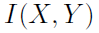 I(X, Y)